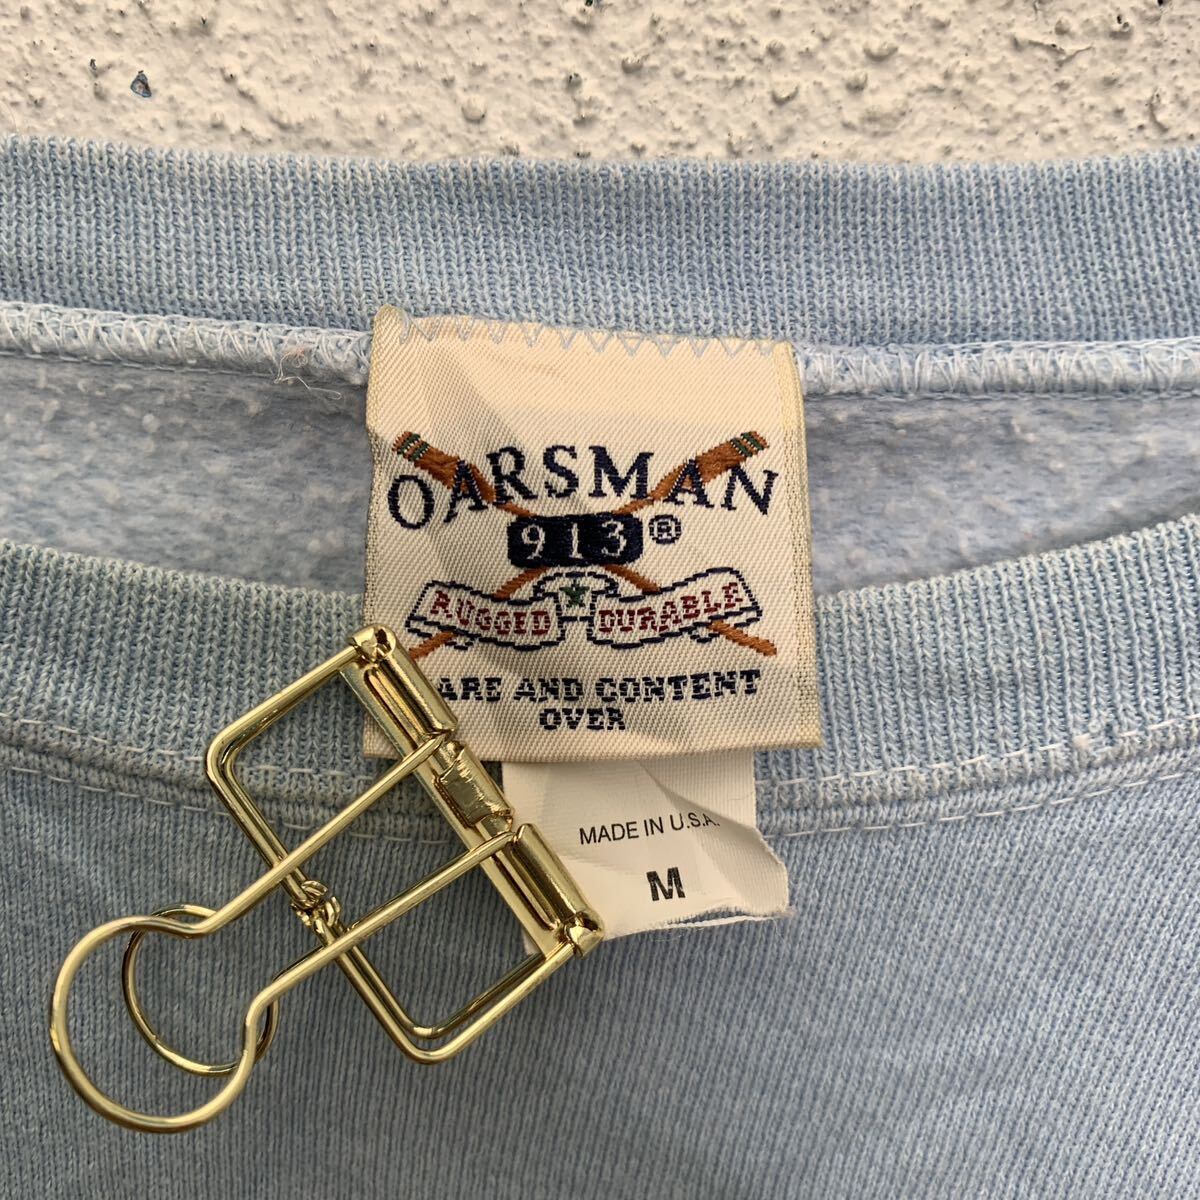 OARSMAN
913®
RUGGED DURABLE
ARE AND CONTENT
OVER
MADE IN U.S.A.
M